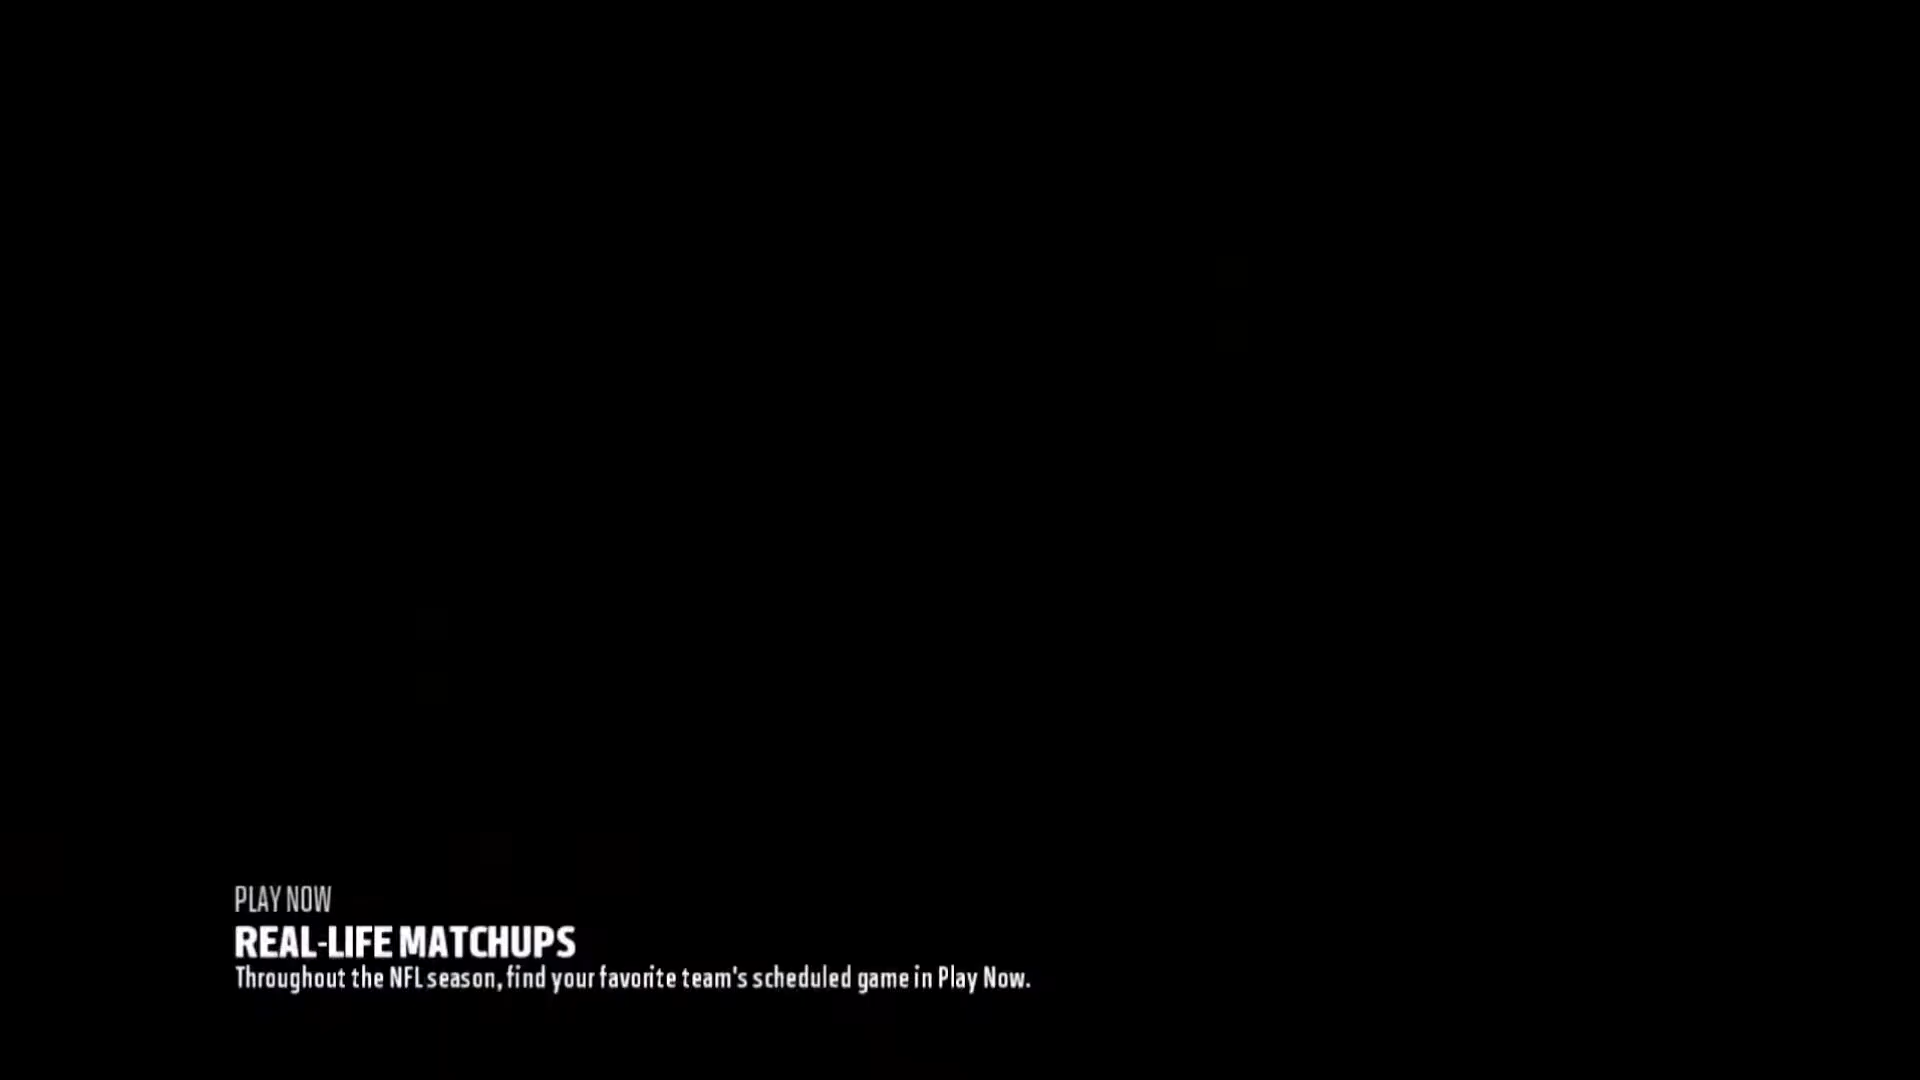 PLAY NOW
REAL-LIFE MATCHUPS
Throughout the NFL season, find your favorite team's scheduled game in Play Now.